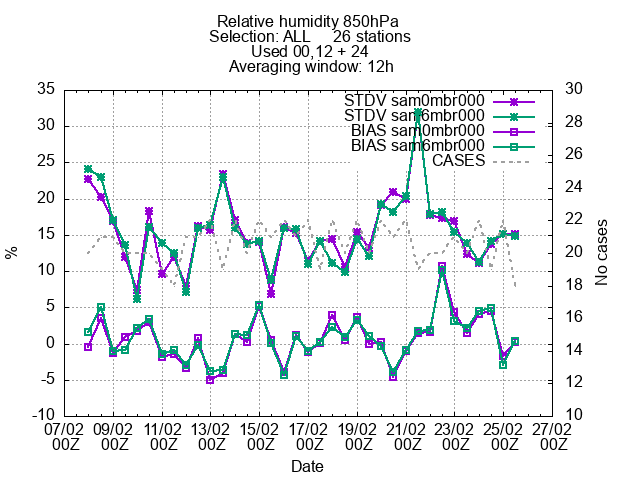 Relative humidity 850hPa
Selection: ALL 26 stations
Used 00,12 + 24
Averaging window: 12h
STDV sam0mbr000
STDV sam6mbr000
BIAS sam0mbr000
BIAS sam6mbr000
CASES
35
30
25
20
15
10
5
0
-5
-10
%
30
28
26
24
22
20
18
16
14
12
10
No cases
07/02 09/02 11/02 13/02 15/02 17/02 19/02 21/02 23/02 25/02 27/02
00Z 00Z 00Z 00Z 00Z 00Z 00Z 00Z 00Z 00Z 00Z
Date